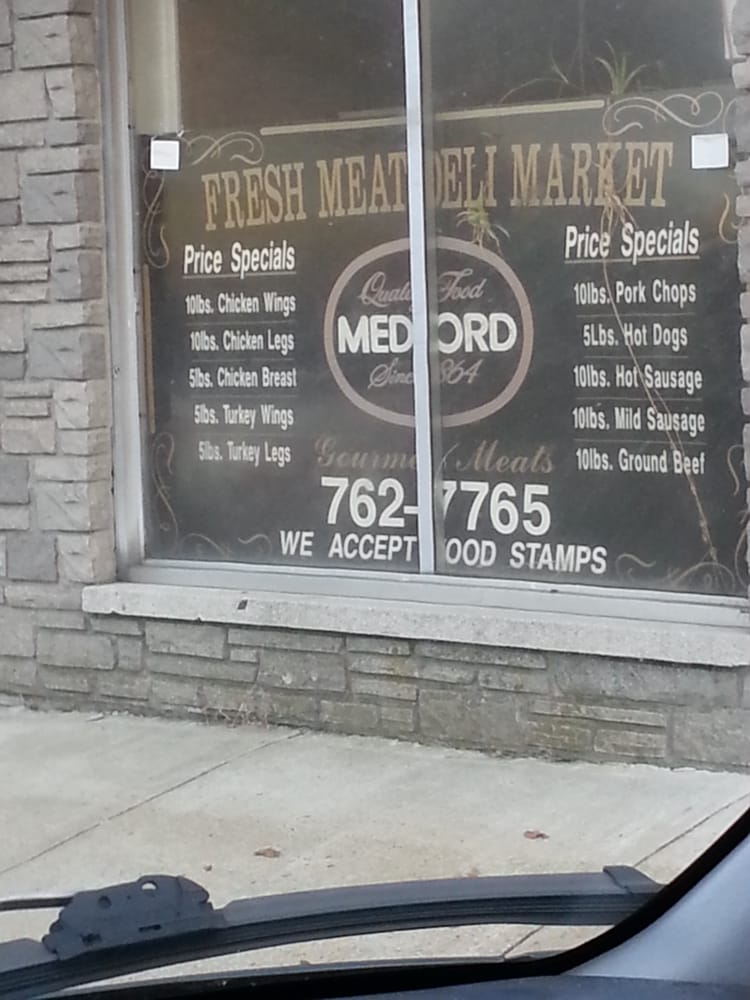 FRESH MEAT DELI MARKET
Price Specials
10lbs. Chicken Wings
10lbs. Chicken Legs
5lbs. Chicken Breast
5lbs. Turkey Wings
5lbs. Turkey Legs
Quality Food
MEDFORD
Since 1864
Gourmet Meats
762-7765
WE ACCEPT FOOD STAMPS
Price Specials
10lbs. Pork Chops
5Lbs. Hot Dogs
10lbs. Hot Sausage
10lbs. Mild Sausage
10lbs. Ground Beef